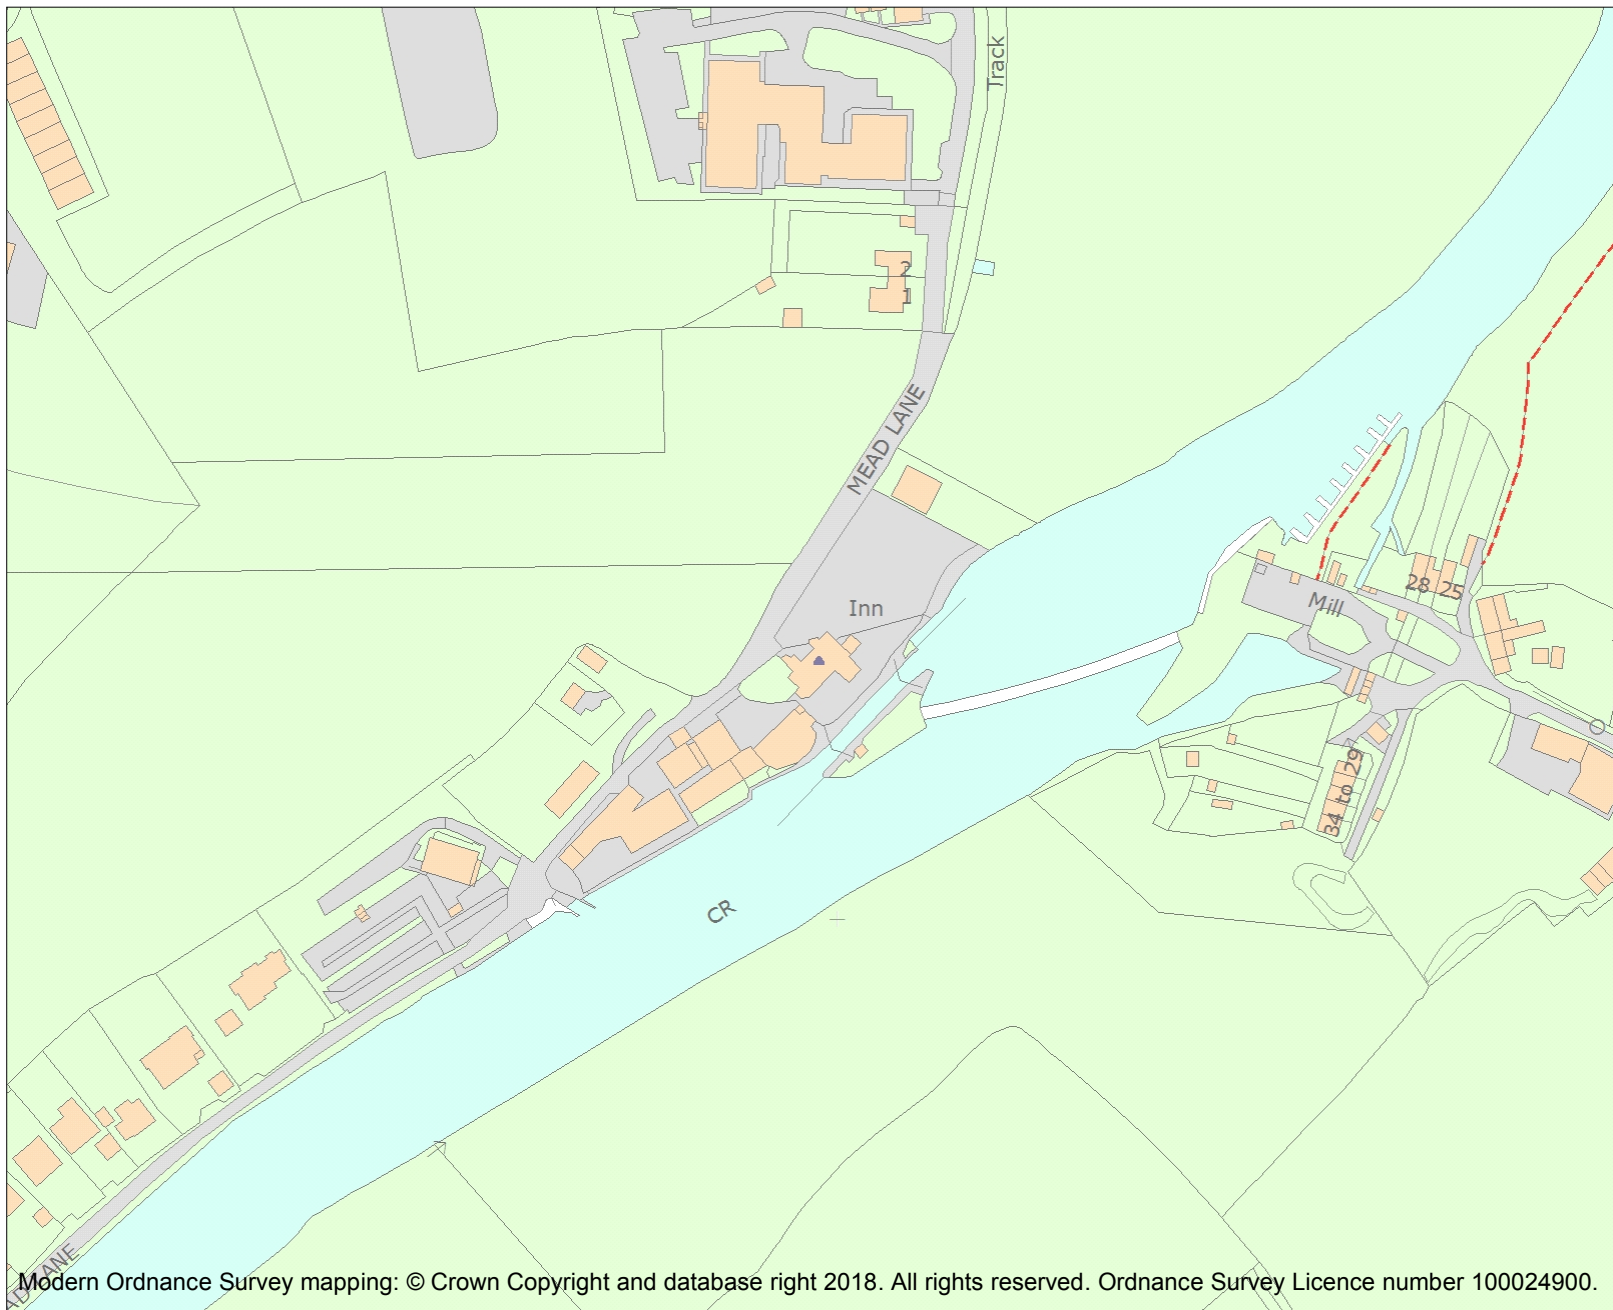 Track
2
1
MEAD LANE
Inn
28 25
Mill
34 to 29
CR
MEAD LANE
Modern Ordnance Survey mapping: © Crown Copyright and database right 2018. All rights reserved. Ordnance Survey Licence number 100024900.